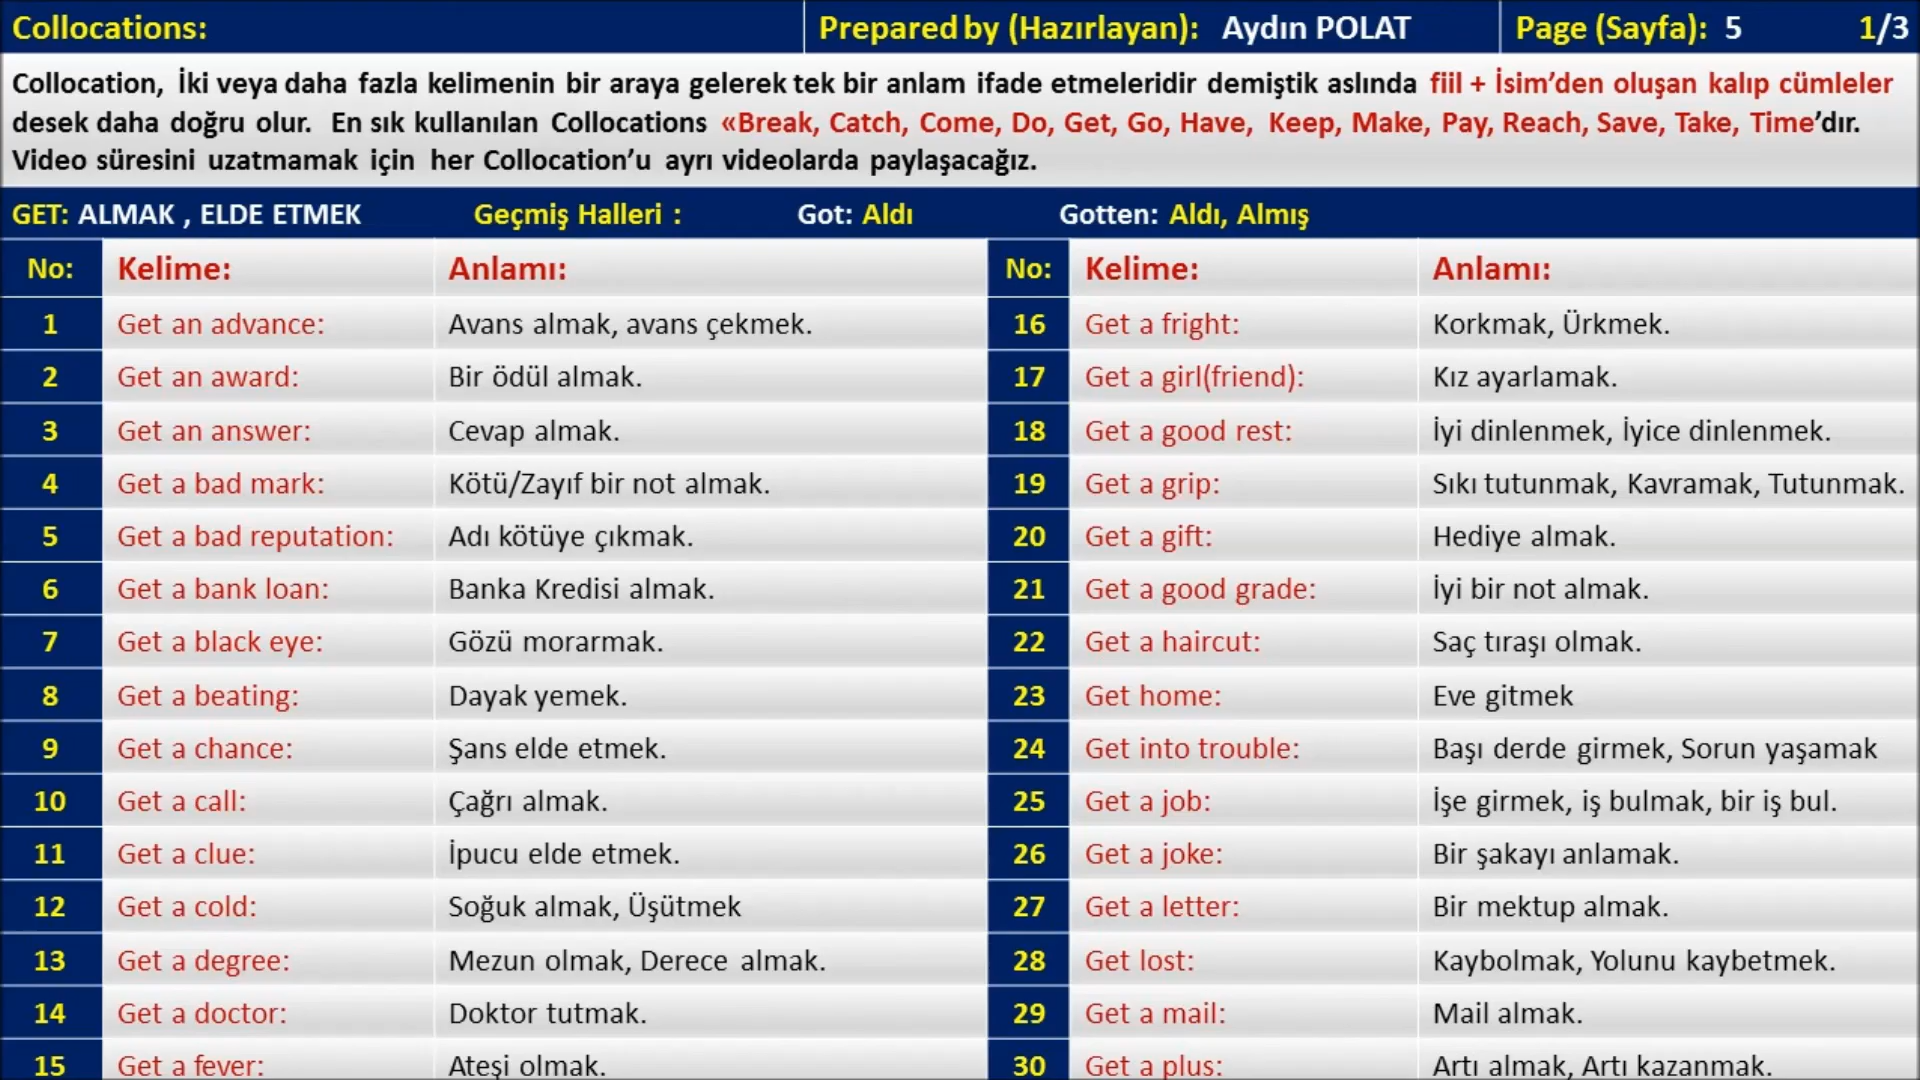 Collocations: Prepared by (Hazırlayan): Aydın POLAT Page (Sayfa): 5 1/3
Collocation, İki veya daha fazla kelimenin bir araya gelerek tek bir anlam ifade etmeleridir demiştik aslında fiil + İsim’den oluşan kalıp cümleler
desek daha doğru olur. En sık kullanılan Collocations «Break, Catch, Come, Do, Get, Go, Have, Keep, Make, Pay, Reach, Save, Take, Time’dır.
Video süresini uzatmamak için her Collocation’u ayrı videolarda paylaşacağız.
GET: ALMAK , ELDE ETMEK Geçmiş Halleri : Got: Aldı Gotten: Aldı, Almış
No: Kelime: Anlamı: No: Kelime: Anlamı:
1 Get an advance: Avans almak, avans çekmek. 16 Get a fright: Korkmak, Ürkmek.
2 Get an award: Bir ödül almak. 17 Get a girl(friend): Kız ayarlamak.
3 Get an answer: Cevap almak. 18 Get a good rest: İyi dinlenmek, İyice dinlenmek.
4 Get a bad mark: Kötü/Zayıf bir not almak. 19 Get a grip: Sıkı tutunmak, Kavramak, Tutunmak.
5 Get a bad reputation: Adı kötüye çıkmak. 20 Get a gift: Hediye almak.
6 Get a bank loan: Banka Kredisi almak. 21 Get a good grade: İyi bir not almak.
7 Get a black eye: Gözü morarmak. 22 Get a haircut: Saç tıraşı olmak.
8 Get a beating: Dayak yemek. 23 Get home: Eve gitmek
9 Get a chance: Şans elde etmek. 24 Get into trouble: Başı derde girmek, Sorun yaşamak
10 Get a call: Çağrı almak. 25 Get a job: İşe girmek, iş bulmak, bir iş bul.
11 Get a clue: İpucu elde etmek. 26 Get a joke: Bir şakayı anlamak.
12 Get a cold: Soğuk almak, Üşütmek 27 Get a letter: Bir mektup almak.
13 Get a degree: Mezun olmak, Derece almak. 28 Get lost: Kaybolmak, Yolunu kaybetmek.
14 Get a doctor: Doktor tutmak. 29 Get a mail: Mail almak.
15 Get a fever: Ateşi olmak. 30 Get a plus: Artı almak, Artı kazanmak.